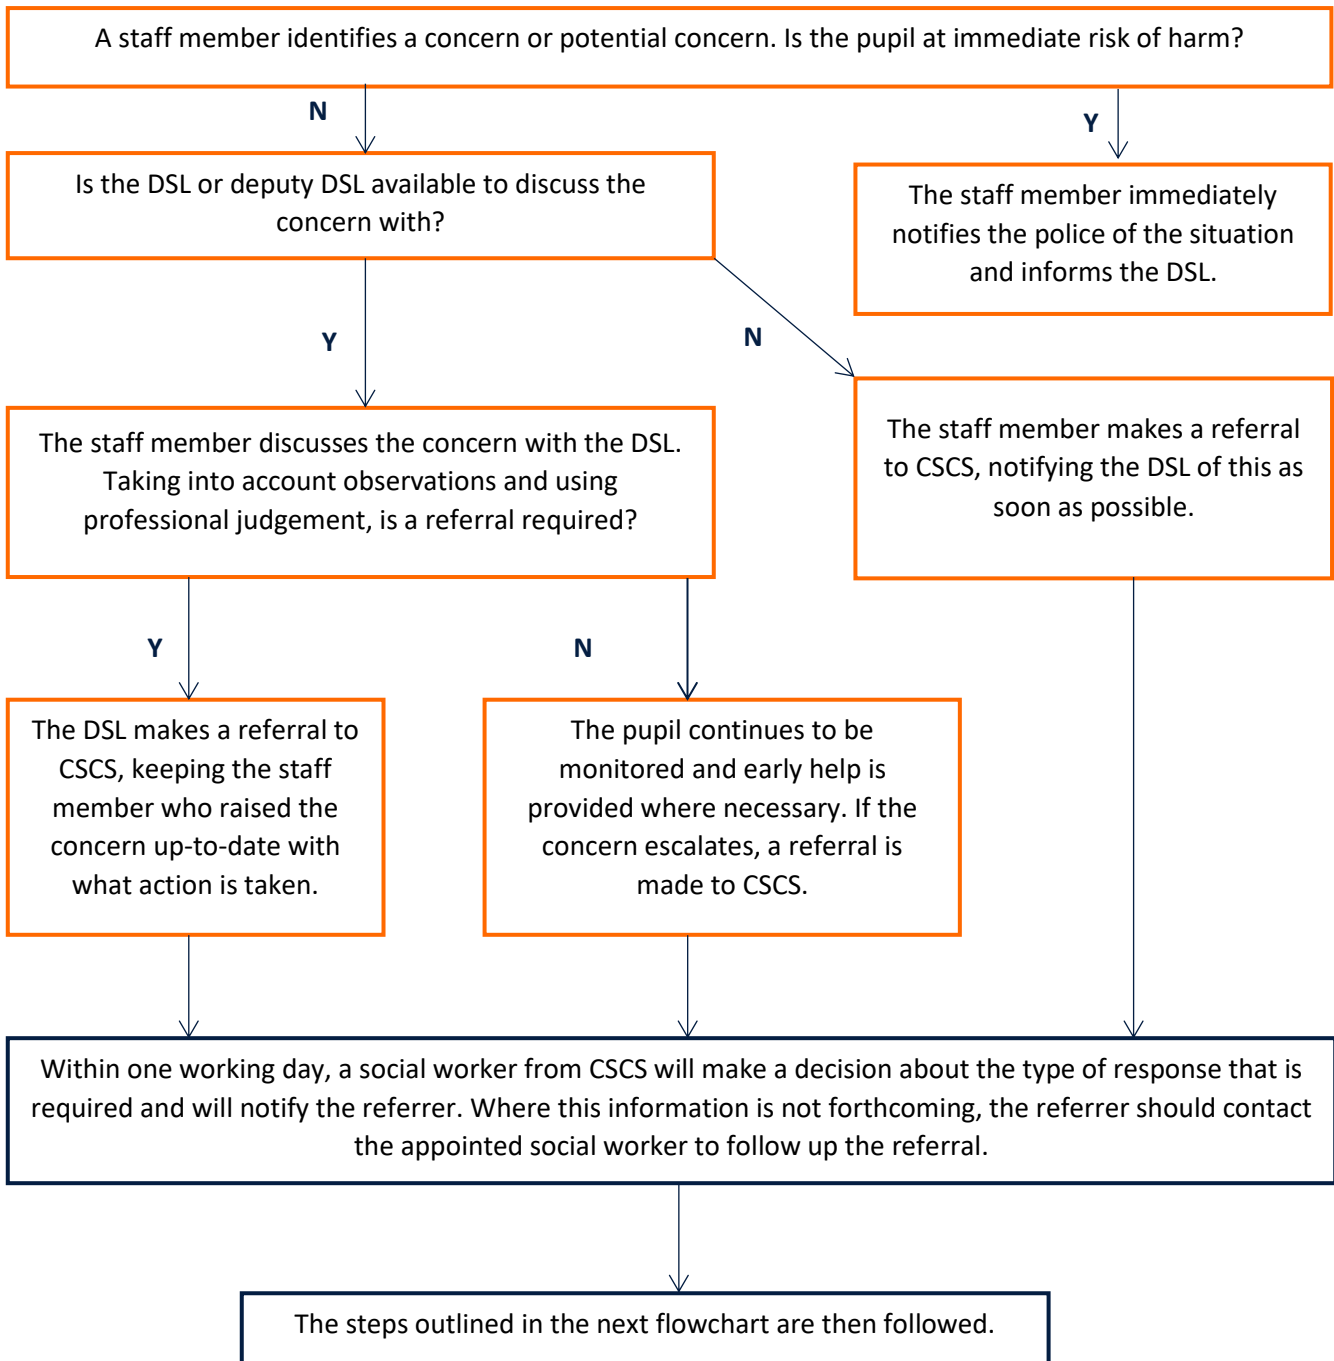 A staff member identifies a concern or potential concern. Is the pupil at immediate risk of harm?
N
Y
Is the DSL or deputy DSL available to discuss the
concern with?
The staff member immediately
notifies the police of the situation
and informs the DSL.
Y
N
The staff member discusses the concern with the DSL.
Taking into account observations and using
professional judgement, is a referral required?
The staff member makes a referral
to CSCS, notifying the DSL of this as
soon as possible.
Y
N
The DSL makes a referral to
CSCS, keeping the staff
member who raised the
concern up-to-date with
what action is taken.
The pupil continues to be
monitored and early help is
provided where necessary. If the
concern escalates, a referral is
made to CSCS.
Within one working day, a social worker from CSCS will make a decision about the type of response that is
required and will notify the referrer. Where this information is not forthcoming, the referrer should contact
the appointed social worker to follow up the referral.
The steps outlined in the next flowchart are then followed.